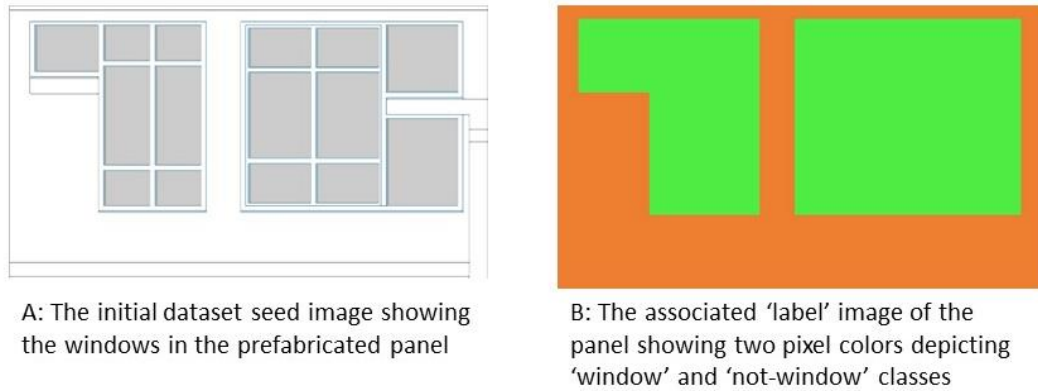 A: The initial dataset seed image showing
the windows in the prefabricated panel
B: The associated ‘label’ image of the
panel showing two pixel colors depicting
‘window’ and ‘not-window’ classes